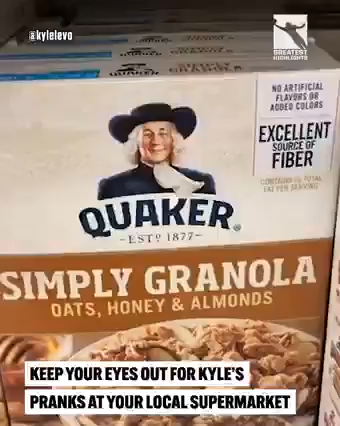 @kylelevo
GREATEST
HIGHLIGHTS
NO ARTIFICIAL
FLAVORS OR
ADDED COLORS
EXCELLENT
SOURCE OF
FIBER
QUAKER
QUAKER®
ESTD 1877
SIMPLY GRANOLA
OATS, HONEY & ALMONDS
KEEP YOUR EYES OUT FOR KYLE'S
PRANKS AT YOUR LOCAL SUPERMARKET